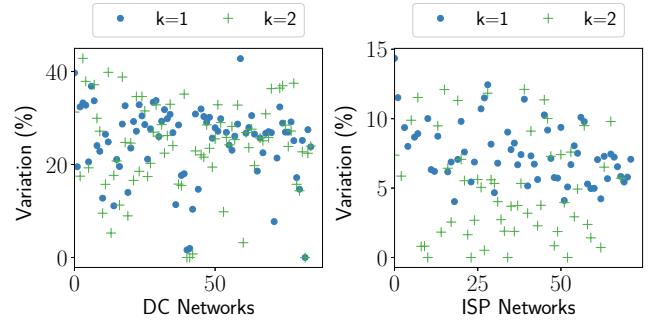 k=1 k=2
Variation (%)
40
20
0
0 50
DC Networks
k=1 k=2
Variation (%)
15
10
5
0
0 25 50
ISP Networks